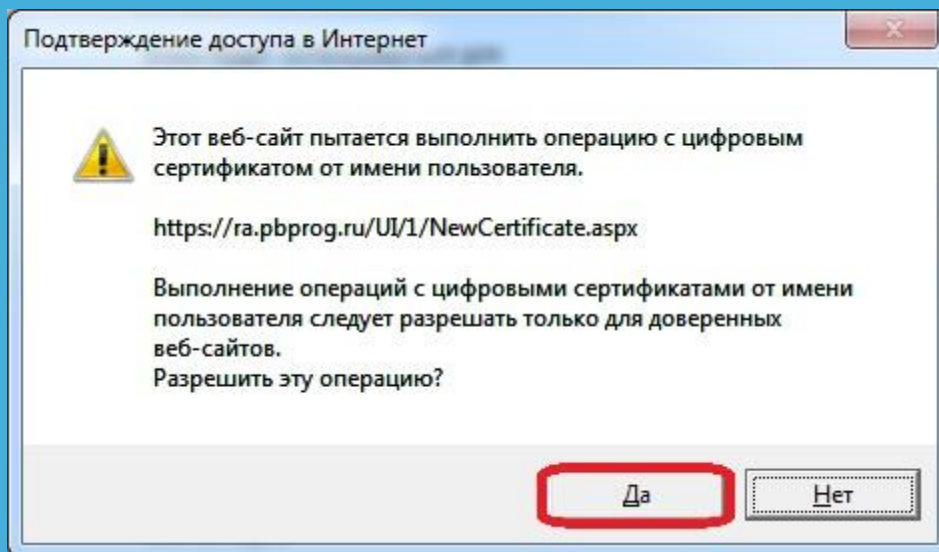 Подтверждение доступа в Интернет
Этот веб-сайт пытается выполнить операцию с цифровым
сертификатом от имени пользователя.
https://ra.pbprog.ru/UI/1/NewCertificate.aspx
Выполнение операций с цифровыми сертификатами от имени
пользователя следует разрешать только для доверенных
веб-сайтов.
Разрешить эту операцию?
Да
Нет